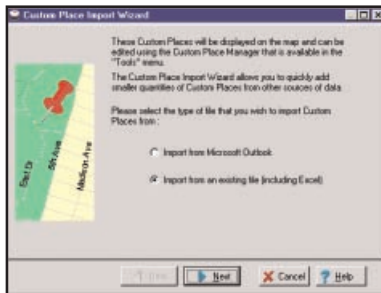 Custom Place Import Wizard
These Custom Places will be displayed on the map and can be
edited using the Custom Place Manager that is available in the
"Tools" menu.
The Custom Place Import Wizard allows you to quickly add
smaller quantities of Custom Places from other sources of data.
Please select the type of file that you wish to import Custom
Places from:
Import from Microsoft Outlook
Import from an existing file (including Excel)
East Dr
5th Ave
Madison Ave
Next
Cancel
? Help